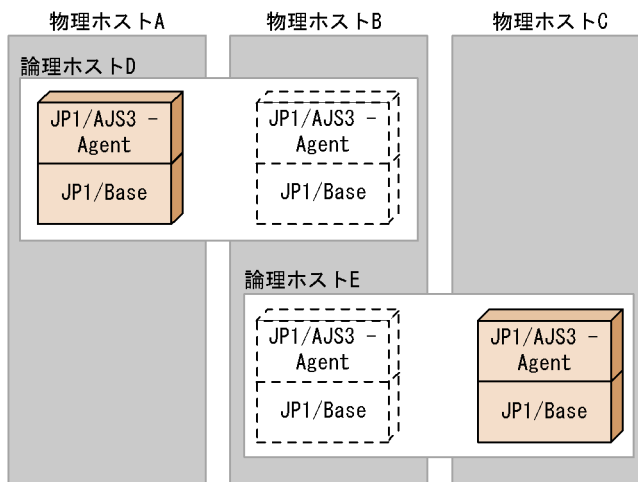 物理ホストA
物理ホストB
物理ホストC
論理ホストD
JP1/AJS3 -
Agent
JP1/Base
JP1/AJS3 -
Agent
JP1/Base
論理ホストE
JP1/AJS3 -
Agent
JP1/Base
JP1/AJS3 -
Agent
JP1/Base